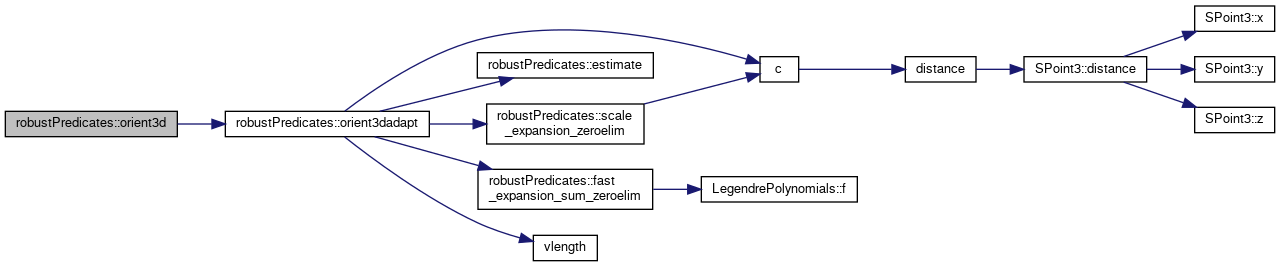 robustPredicates::orient3d
robustPredicates::orient3dadapt
robustPredicates::estimate
robustPredicates::scale
_expansion_zeroelim
robustPredicates::fast
_expansion_sum_zeroelim
vlength
c
LegendrePolynomials::f
distance
SPoint3::distance
SPoint3::x
SPoint3::y
SPoint3::z